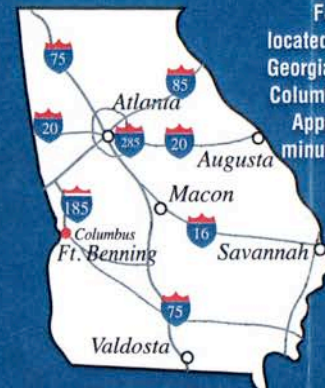 F
located
Georgia
Colum
App
minu
75
85
Atlanta
20
285
20
Augusta
Macon
185
16
Columbus
Ft. Benning
Savannah
75
Valdosta